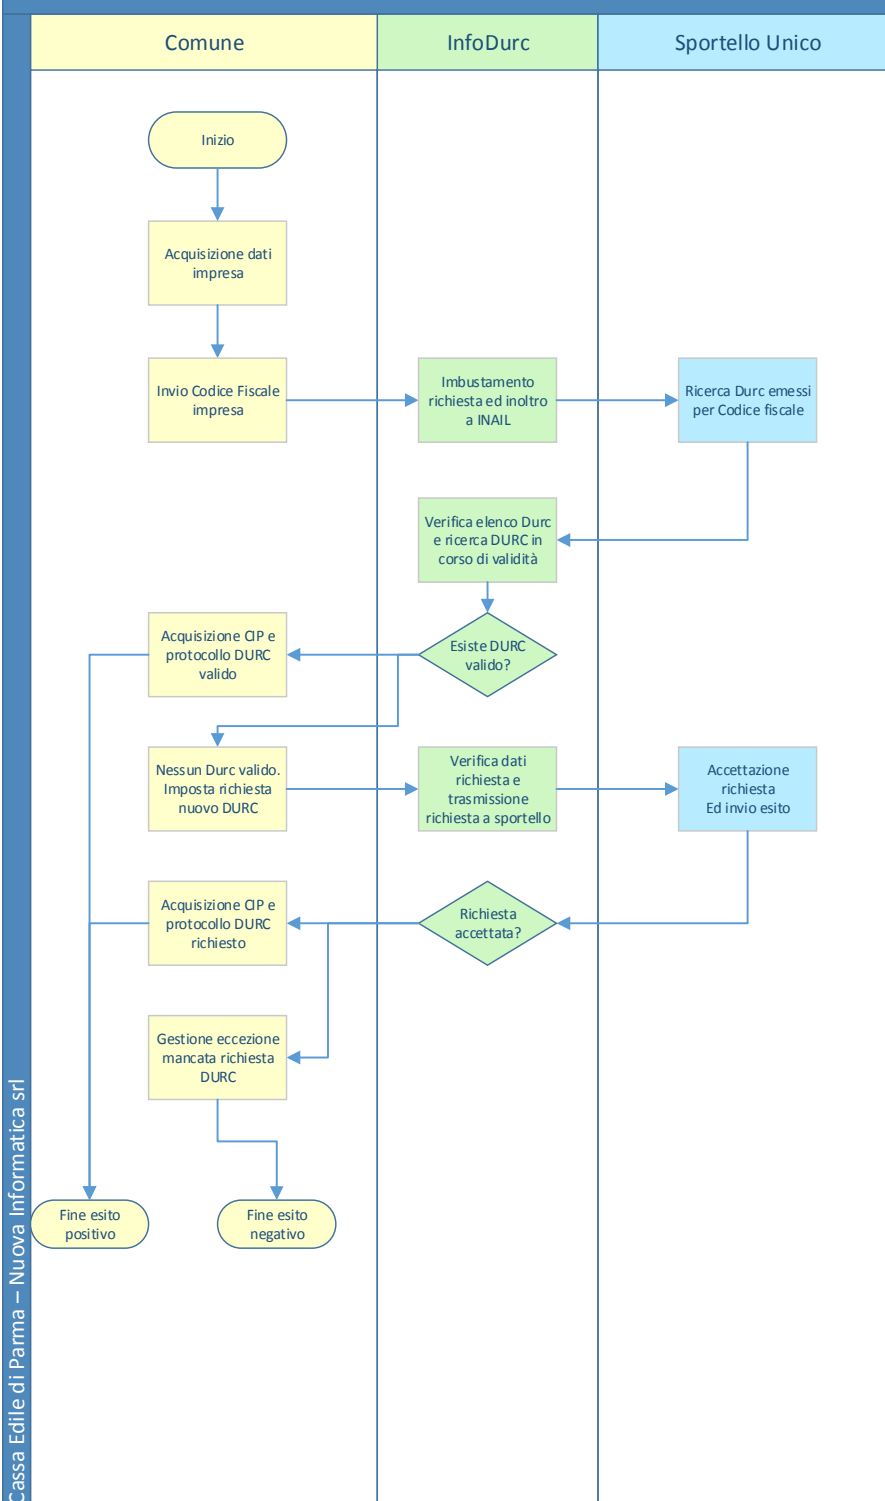 Comune
InfoDurc
Sportello Unico
Inizio
Acquisizione dati
impresa
Invio Codice Fiscale
impresa
Imbustamento
richiesta ed inoltro
a INAIL
Ricerca Durc emessi
per Codice fiscale
Verifica elenco Durc
e ricerca DURC in
corso di validità
Acquisizione CIP e
protocollo DURC
valido
Esiste DURC
valido?
Nessun Durc valido.
Imposta richiesta
nuovo DURC
Verifica dati
richiesta e
trasmissione
richiesta a sportello
Accettazione
richiesta
Ed invio esito
Acquisizione CIP e
protocollo DURC
richiesto
Richiesta
accettata?
Gestione eccezione
mancata richiesta
DURC
Fine esito
positivo
Fine esito
negativo
Cassa Edile di Parma – Nuova Informatica srl